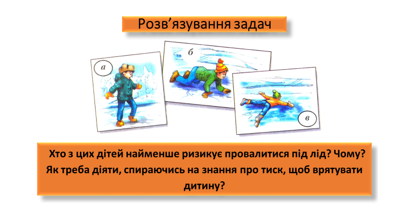 Розв’язування задач
а
б
в
Хто з цих дітей найменше ризикує провалитися під лід? Чому?
Як треба діяти, спираючись на знання про тиск, щоб врятувати
дитину?